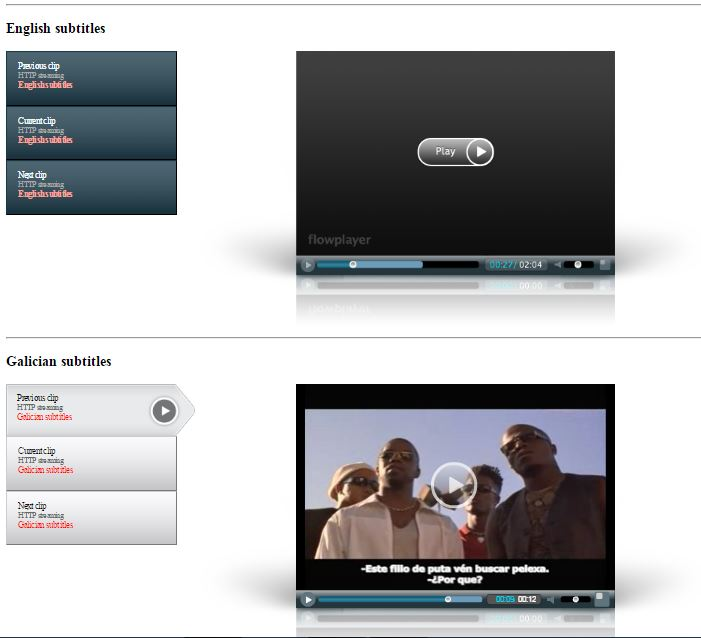 English subtitles
Previous clip
HTTP streaming
English subtitles
Current clip
HTTP streaming
English subtitles
Next clip
HTTP streaming
English subtitles
Play
flowplayer
00:27/ 02:04
Galician subtitles
Previous clip
HTTP streaming
Galician subtitles
Current clip
HTTP streaming
Galician subtitles
Next clip
HTTP streaming
Galician subtitles
-Este fillo de puta vén buscar pelexa.
-¿Por que?
00:09 00:12